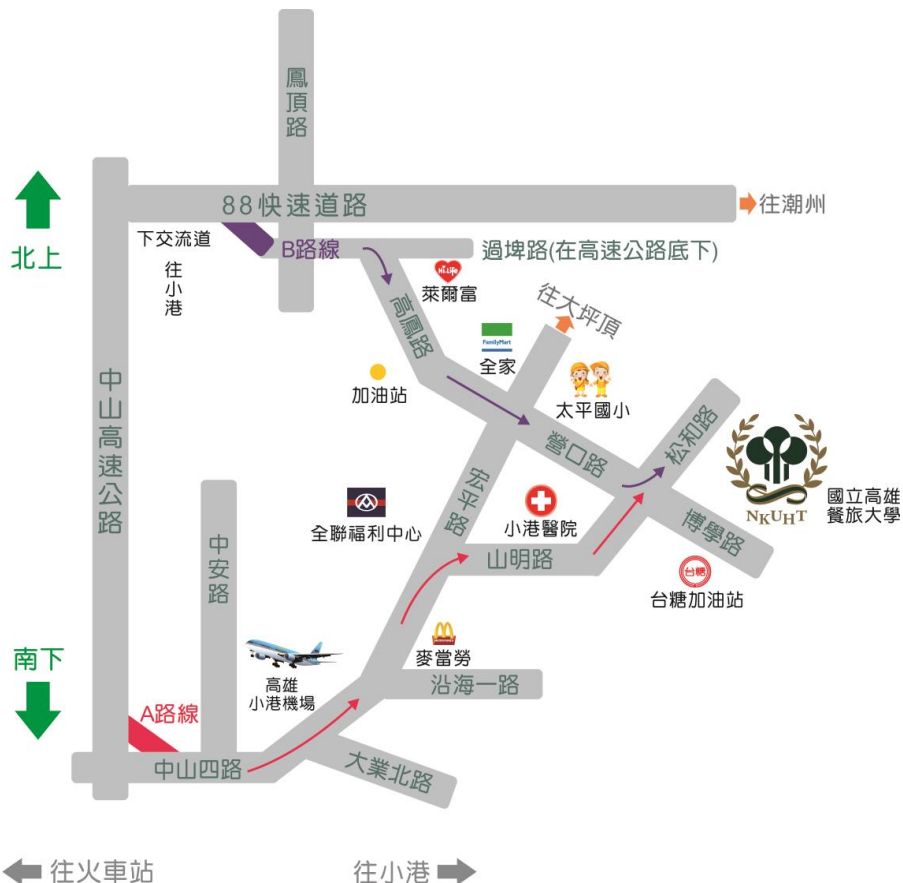 鳳頂路
88快速道路
往潮州
北上
下交流道
往小港
B路線
過埤路(在高速公路底下)
Hi-Life
萊爾富
高鳳路
往大坪頂
FamilyMart
全家
加油站
太平國小
中山高速公路
營口路
松和路
NKUHT
國立高雄
餐旅大學
宏平路
全聯福利中心
小港醫院
博學路
中安路
山明路
台糖
台糖加油站
麥當勞
南下
高雄
小港機場
沿海一路
A路線
中山四路
大業北路
往火車站
往小港